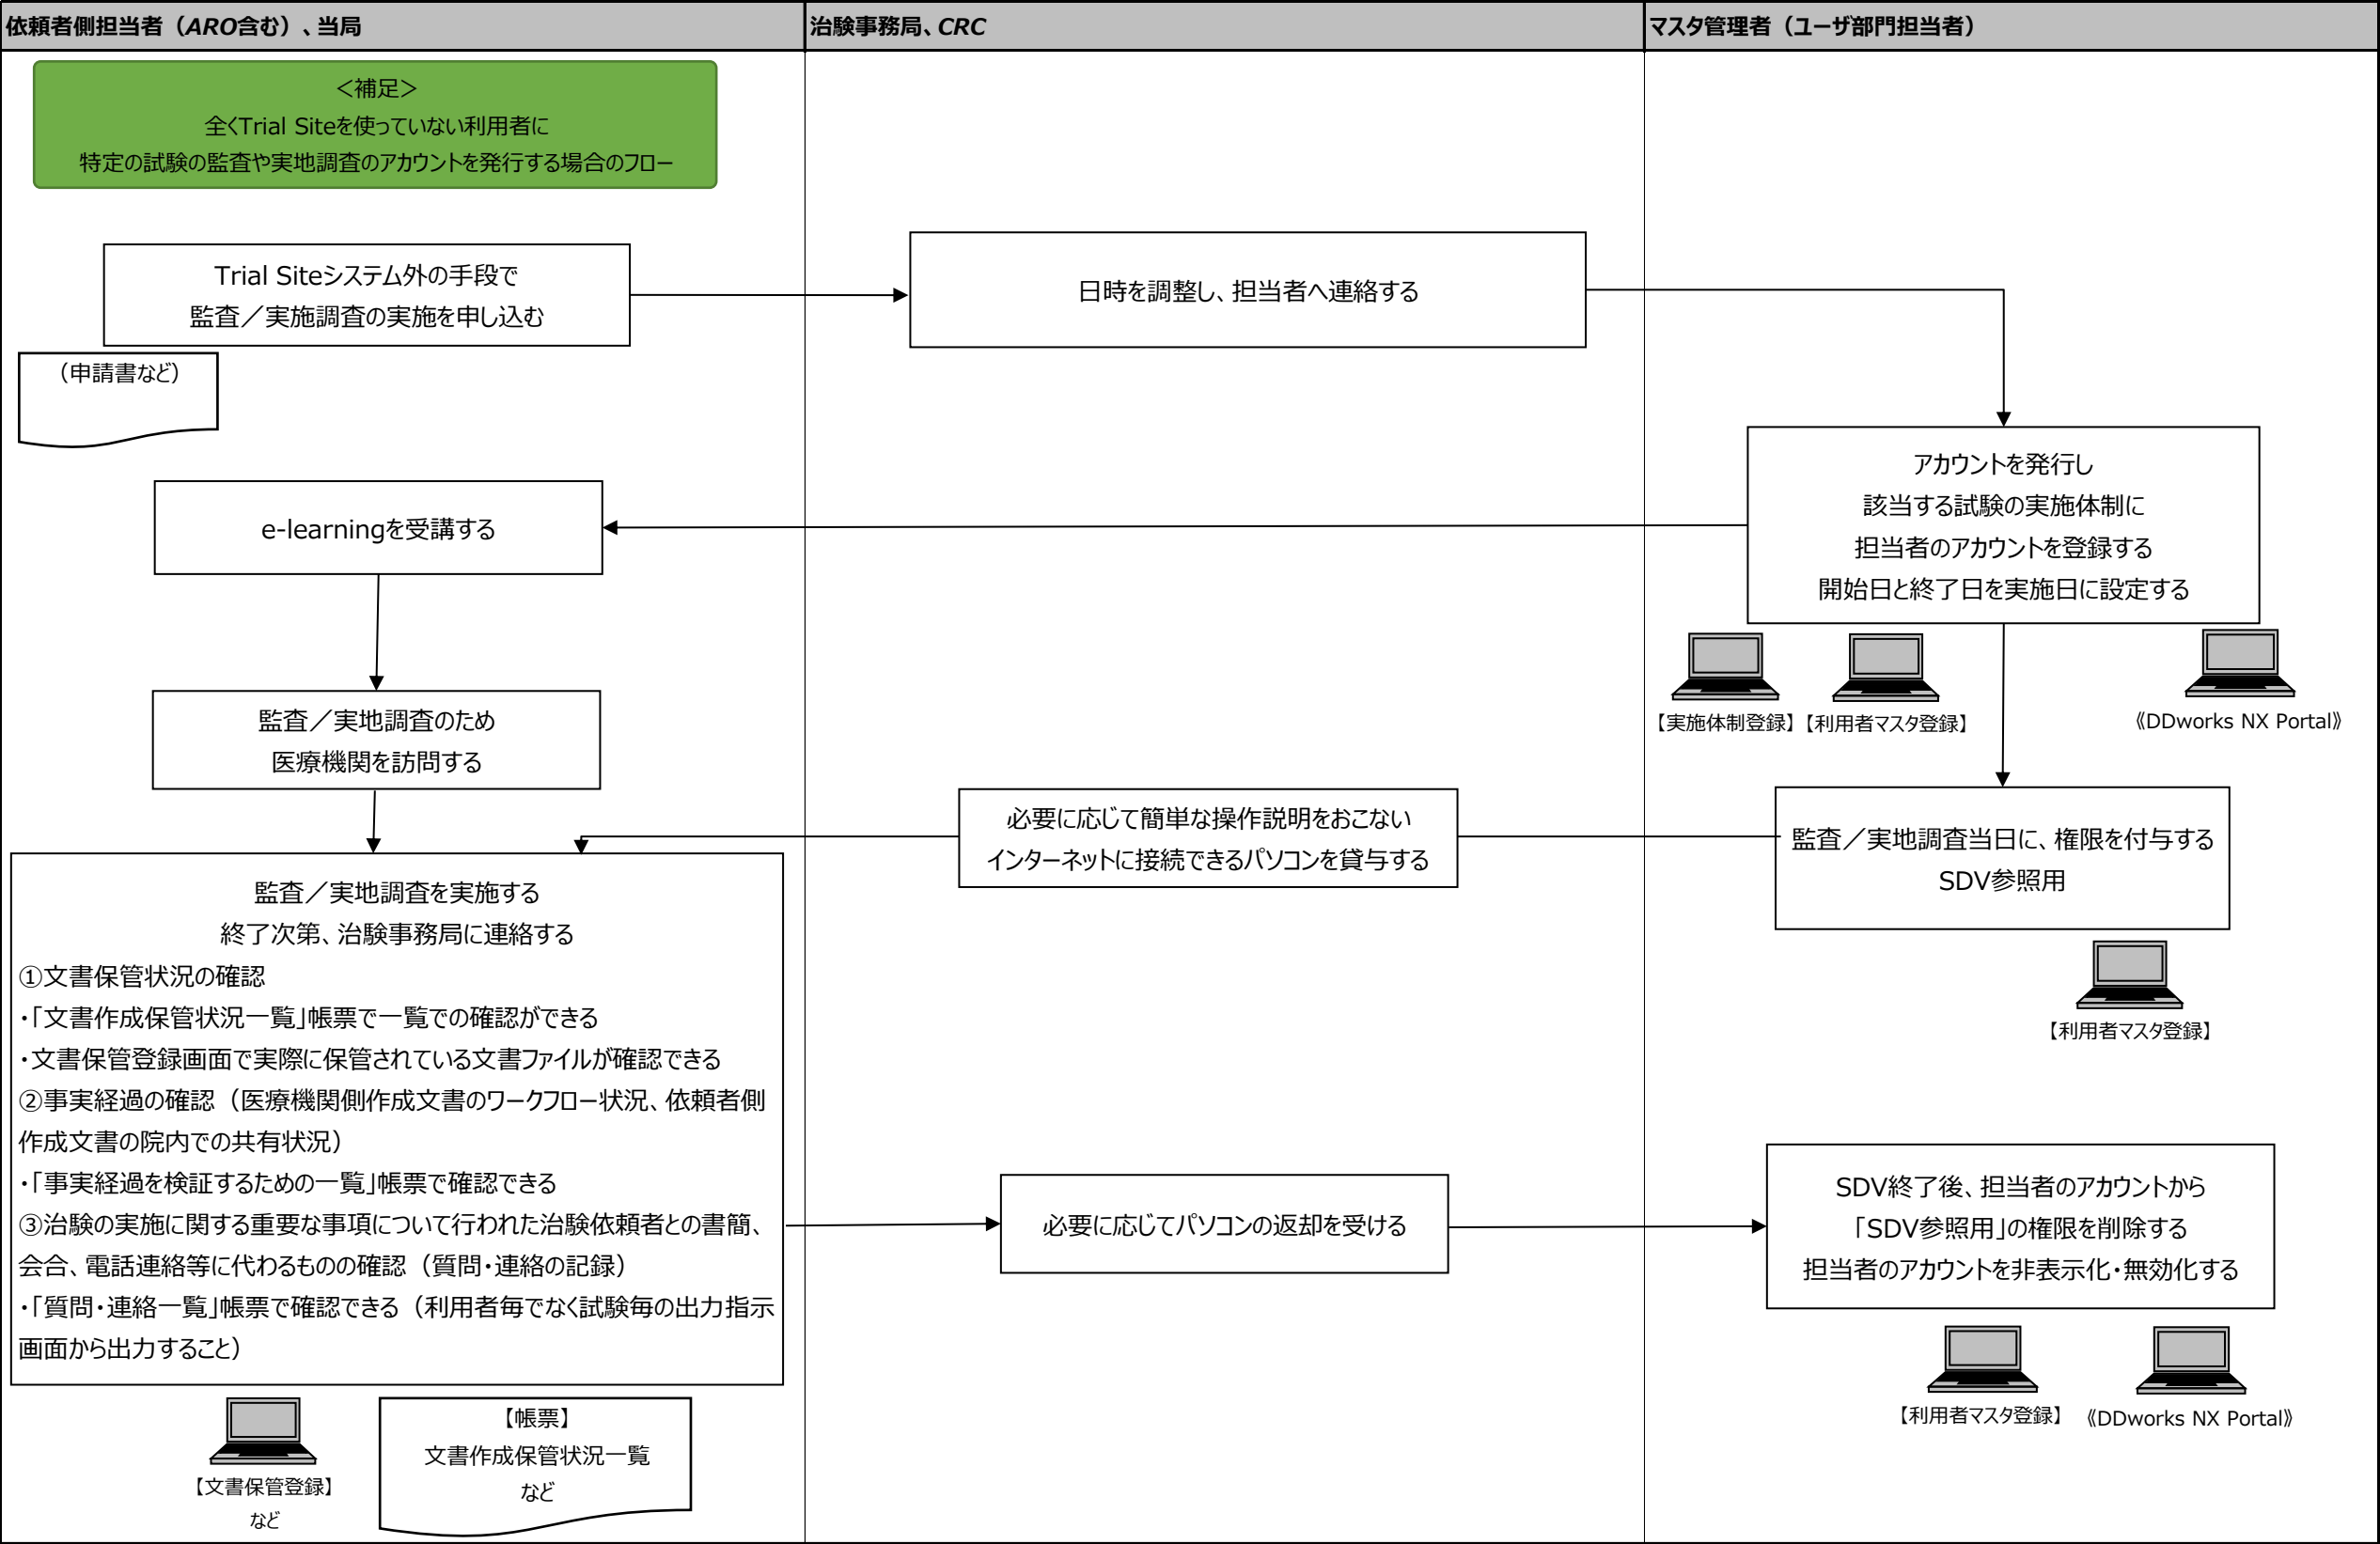 依頼者側担当者（ARO含む）、当局
治験事務局、CRC
マスタ管理者（ユーザ部門担当者）
＜補足＞
全くTrial Siteを使っていない利用者に
特定の試験の監査や実地調査のアカウントを発行する場合のフロー
Trial Siteシステム外の手段で
監査／実施調査の実施を申し込む
（申請書など）
日時を調整し、担当者へ連絡する
アカウントを発行し
該当する試験の実施体制に
担当者のアカウントを登録する
開始日と終了日を実施日に設定する
【実施体制登録】
【利用者マスタ登録】
《DDworks NX Portal》
e-learningを受講する
監査／実地調査のため
医療機関を訪問する
必要に応じて簡単な操作説明をおこない
インターネットに接続できるパソコンを貸与する
監査／実地調査当日に、権限を付与する
SDV参照用
【利用者マスタ登録】
監査／実地調査を実施する
終了次第、治験事務局に連絡する
①文書保管状況の確認
・「文書作成保管状況一覧」帳票で一覧での確認ができる
・文書保管登録画面で実際に保管されている文書ファイルが確認できる
②事実経過の確認（医療機関側作成文書のワークフロー状況、依頼者側
作成文書の院内での共有状況）
・「事実経過を検証するための一覧」帳票で確認できる
③治験の実施に関する重要な事項について行われた治験依頼者との書簡、
会合、電話連絡等に代わるものの確認（質問・連絡の記録）
・「質問・連絡一覧」帳票で確認できる（利用者毎でなく試験毎の出力指示
画面から出力すること）
【文書保管登録】
など
【帳票】
文書作成保管状況一覧
など
必要に応じてパソコンの返却を受ける
SDV終了後、担当者のアカウントから
「SDV参照用」の権限を削除する
担当者のアカウントを非表示化・無効化する
【利用者マスタ登録】
《DDworks NX Portal》